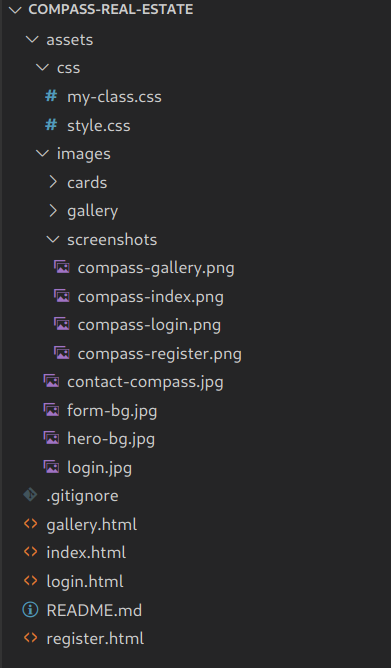 COMPASS-REAL-ESTATE
assets
css
# my-class.css
# style.css
images
cards
gallery
screenshots
compass-gallery.png
compass-index.png
compass-login.png
compass-register.png
contact-compass.jpg
form-bg.jpg
hero-bg.jpg
login.jpg
.gitignore
<> gallery.html
<> index.html
<> login.html
README.md
<> register.html